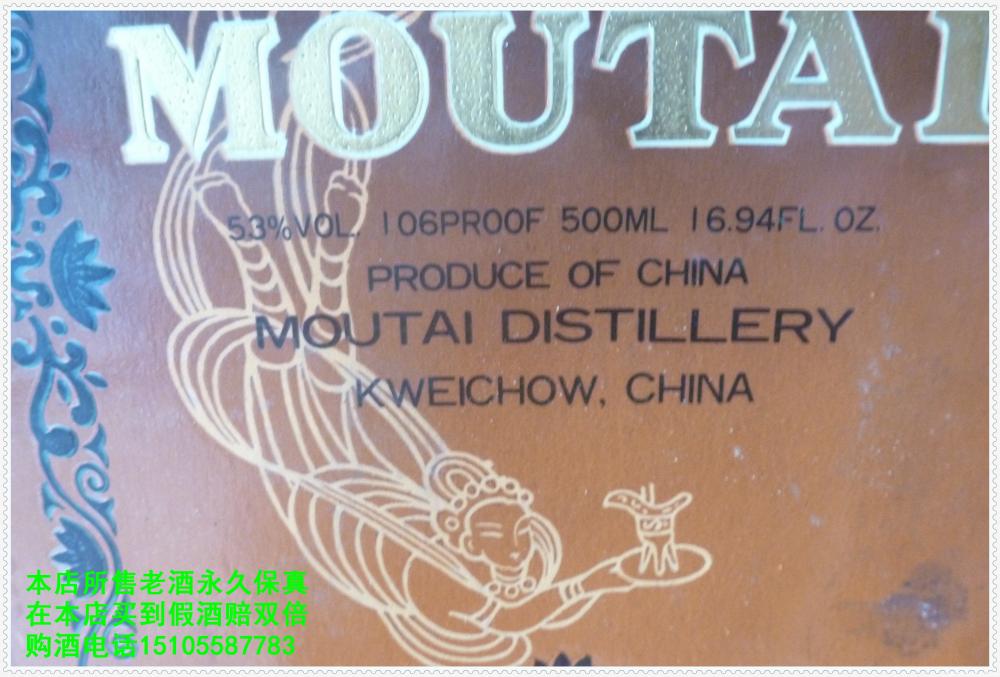 MOUTAI
53%VOL. 106PROOF 500ML 16.94FL. OZ.
PRODUCE OF CHINA
MOUTAI DISTILLERY
KWEICHOW, CHINA
本店所售老酒永久保真
在本店买到假酒赔双倍
购酒电话15105587783